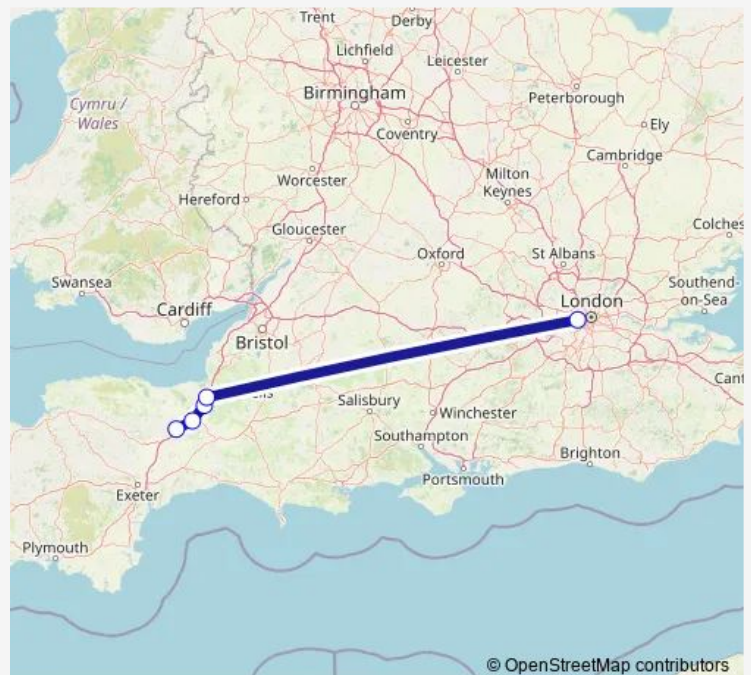 Trent
Derby
Lichfield
Leicester
Birmingham
Peterborough
Cymru /
Wales
Coventry
Ely
Cambridge
Worcester
Milton
Keynes
Hereford
Gloucester
Colches
Oxford
St Albans
Swansea
Southend-
on-Sea
Cardiff
London
Bristol
Cant
Salisbury
Winchester
Southampton
Brighton
Portsmouth
Exeter
Plymouth
© OpenStreetMap contributors